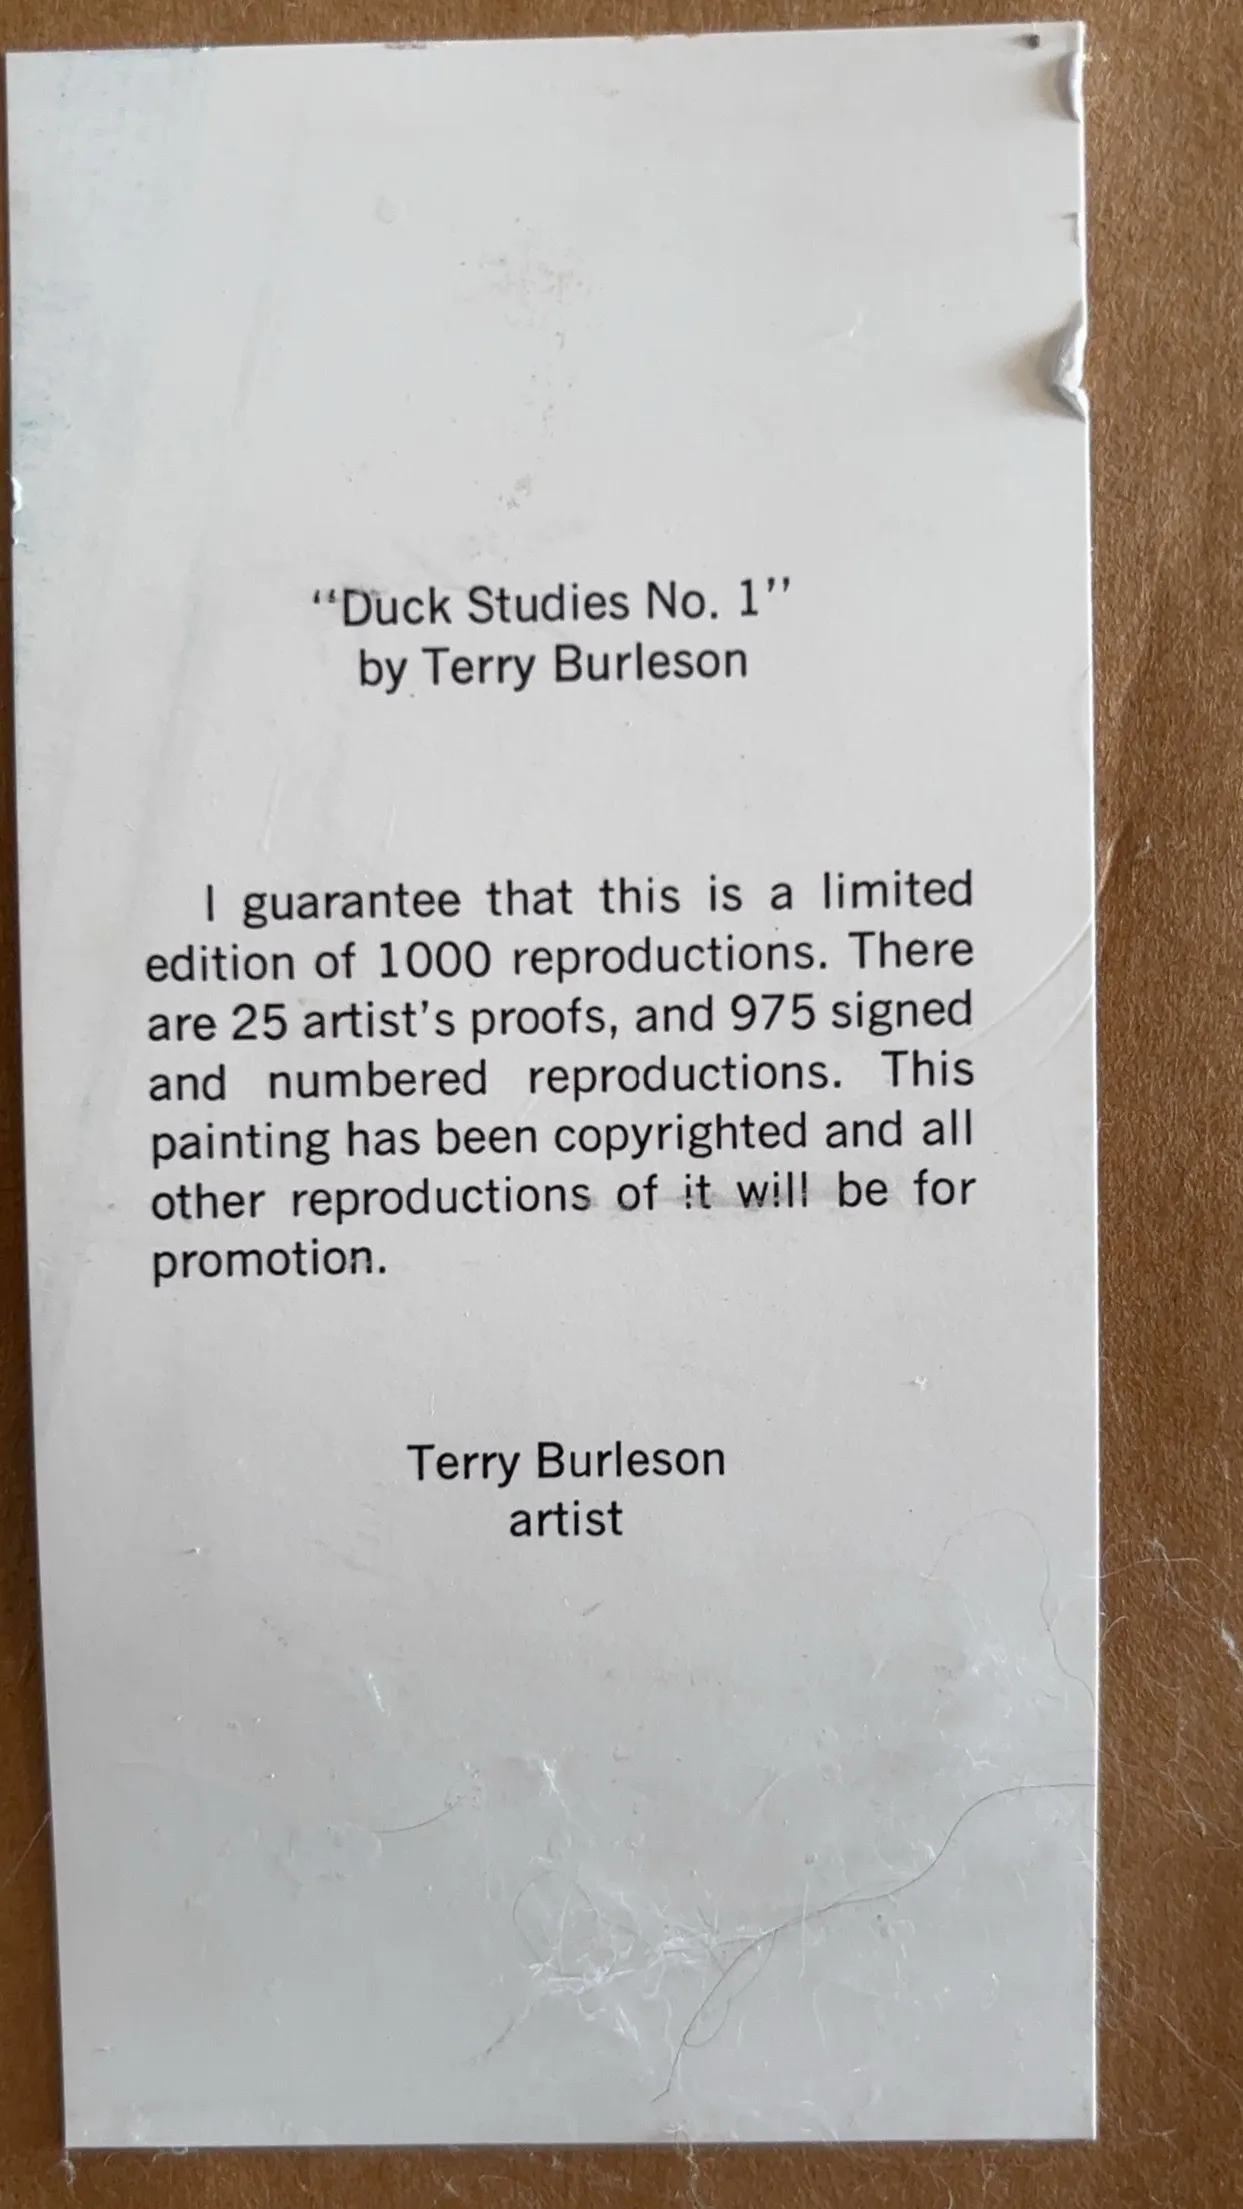 “Duck Studies No. 1”
by Terry Burleson
I guarantee that this is a limited
edition of 1000 reproductions. There
are 25 artist’s proofs, and 975 signed
and numbered reproductions. This
painting has been copyrighted and all
other reproductions of it will be for
promotion.
Terry Burleson
artist